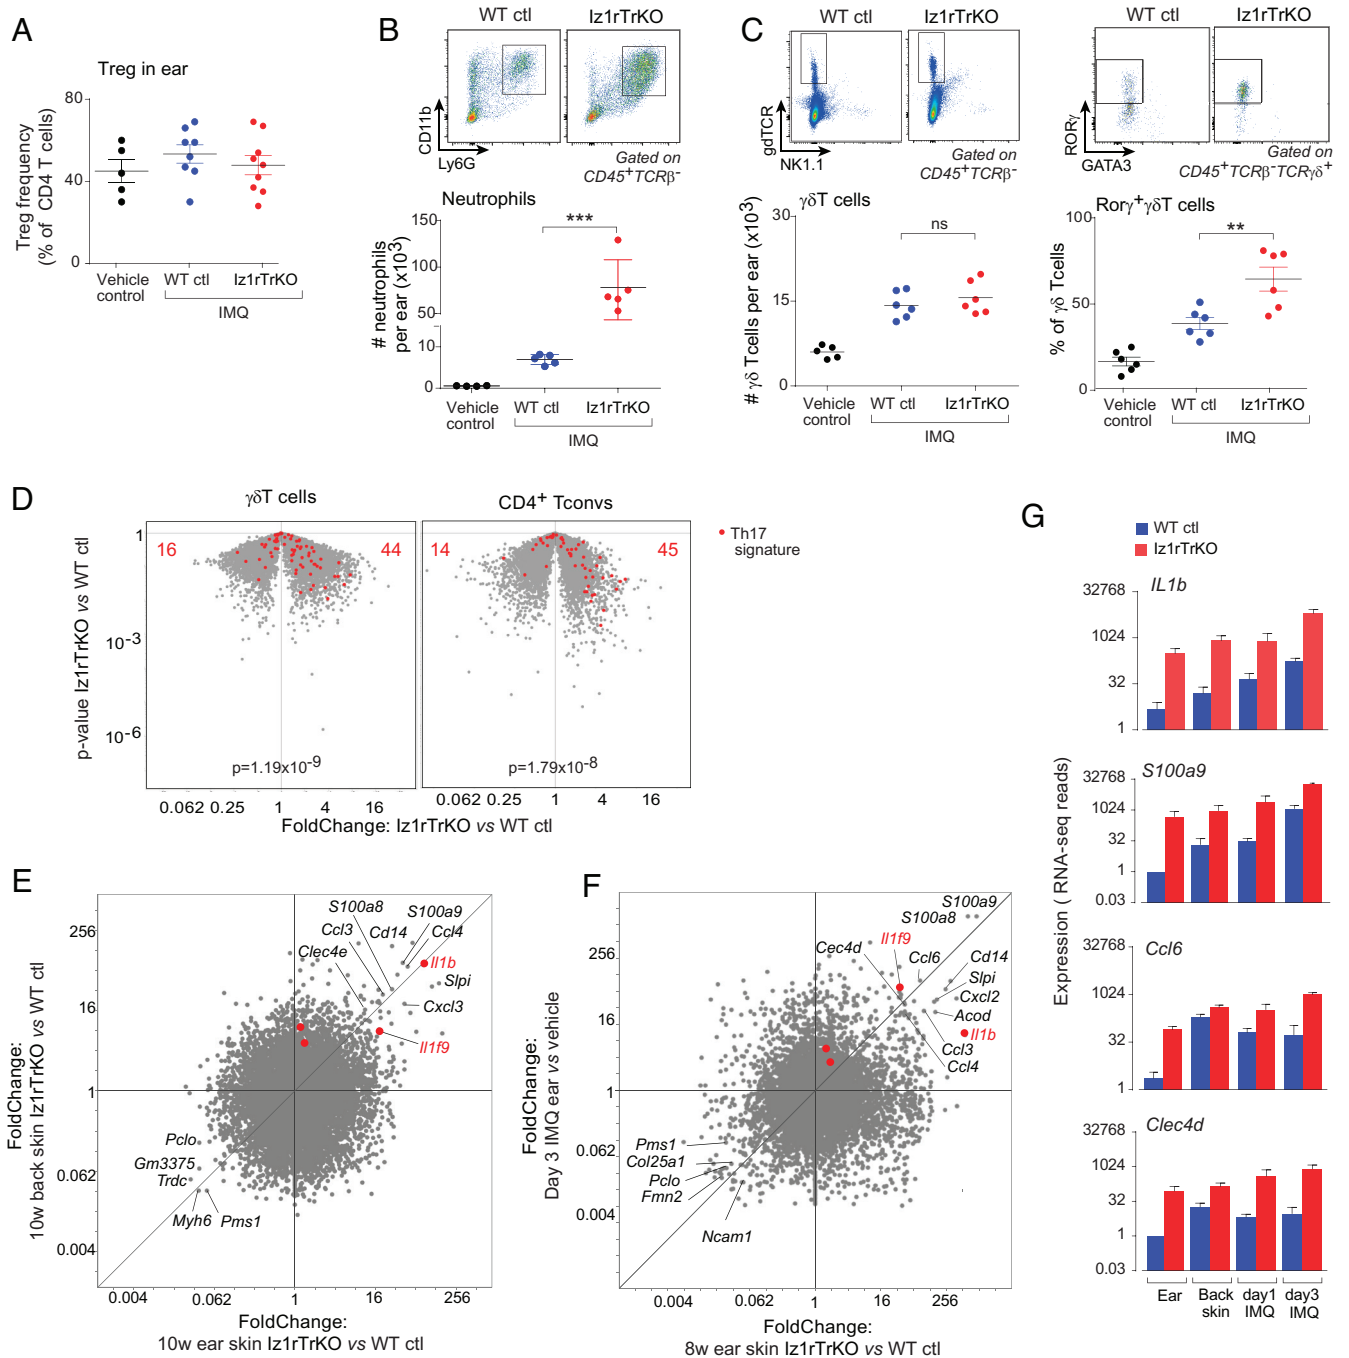 A
Treg in ear
80
40
0
Treg frequency
(% of CD4 T cells)
Vehicle
control
WT ctl
Iz1rTrKO
IMQ
B
WT ctl
Iz1rTrKO
CD11b
Ly6G
Gated on
CD45+TCRβ-
Neutrophils
***
150
100
50
10
0
# neutrophils
per ear (x10³)
Vehicle
control
WT ctl
Iz1rTrKO
IMQ
C
WT ctl
Iz1rTrKO
gdTCR
NK1.1
Gated on
CD45+TCRβ-
γδT cells
ns
30
15
0
# γδ Tcells per ear (x10³)
Vehicle
control
WT ctl
Iz1rTrKO
IMQ
WT ctl
Iz1rTrKO
RORγ
GATA3
Gated on
CD45+TCRβ-TCRγδ+
Rorγ+γδT cells
**
100
50
0
% of γδ Tcells
Vehicle
control
WT ctl
Iz1rTrKO
IMQ
D
γδT cells
CD4+ Tconvs
16
44
14
45
Th17
signature
1
10-3
10-6
p-value Iz1rTrKO vs WT ctl
p=1.19x10-9
p=1.79x10-8
0.062 0.25 1 4 16
0.062 0.25 1 4 16
FoldChange: Iz1rTrKO vs WT ctl
E
S100a8
S100a9
Ccl3
Cd14
Ccl4
Clec4e
Il1b
Slpi
Cxcl3
Il1f9
Pclo
Gm3375
Trdc
Myh6
Pms1
256
16
1
0.062
0.004
FoldChange:
10w back skin Iz1rTrKO vs WT ctl
0.004 0.062 1 16 256
FoldChange:
10w ear skin Iz1rTrKO vs WT ctl
F
S100a9
S100a8
Il1f9
Cec4d
Ccl6
Cd14
Slpi
Cxcl2
Acod
Il1b
Ccl3
Ccl4
Pms1
Col25a1
Pclo
Fmn2
Ncam1
256
16
1
0.062
0.004
FoldChange:
Day 3 IMQ ear vs vehicle
0.004 0.062 1 16 256
FoldChange:
8w ear skin Iz1rTrKO vs WT ctl
G
WT ctl
Iz1rTrKO
IL1b
32768
1024
32
1
S100a9
32768
1024
32
1
0.03
Ccl6
32768
1024
32
1
Clec4d
32768
1024
32
1
0.03
Expression ( RNA-seq reads)
Ear
Back
skin
day1
IMQ
day3
IMQ